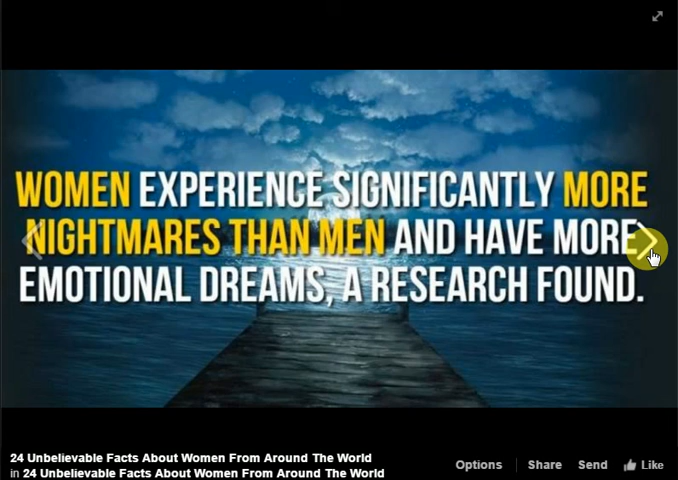 WOMEN EXPERIENCE SIGNIFICANTLY MORE
NIGHTMARES THAN MEN AND HAVE MORE
EMOTIONAL DREAMS, A RESEARCH FOUND.
24 Unbelievable Facts About Women From Around The World
in 24 Unbelievable Facts About Women From Around The World
Options Share Send Like